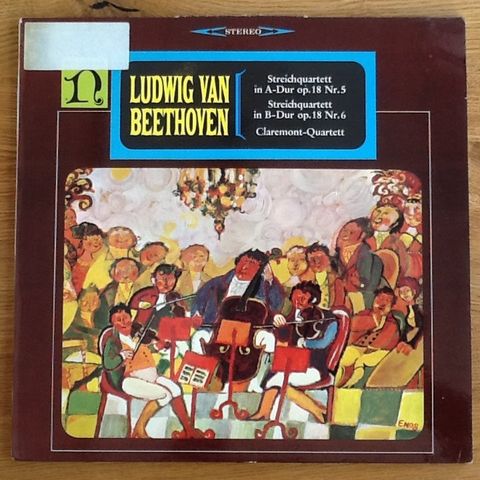 STEREO
n
LUDWIG VAN
BEETHOVEN
Streichquartett
in A-Dur op.18 Nr.5
Streichquartett
in B-Dur op.18 Nr.6
Claremont-Quartett
ENOS